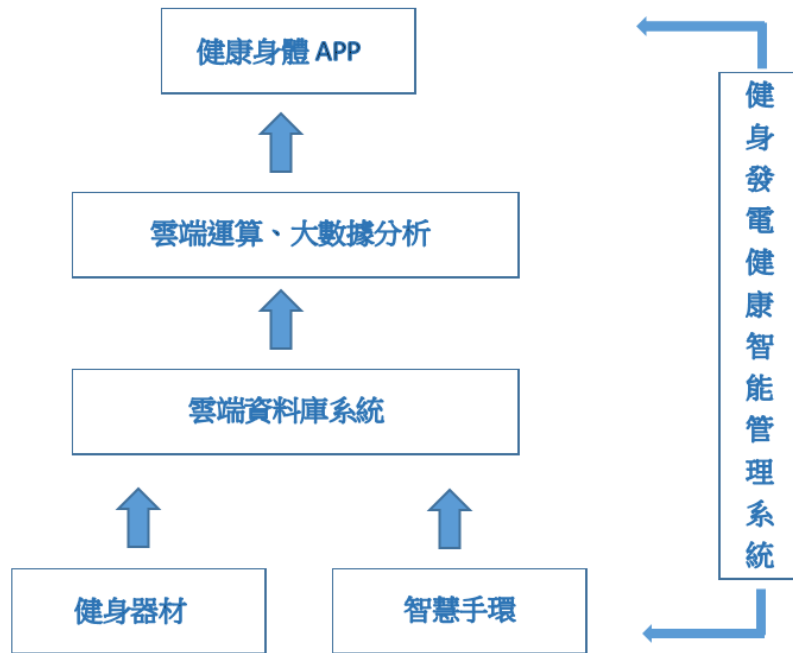 健康身體 APP
雲端運算、大數據分析
雲端資料庫系統
健身器材
智慧手環
健身發電健康智能管理系統